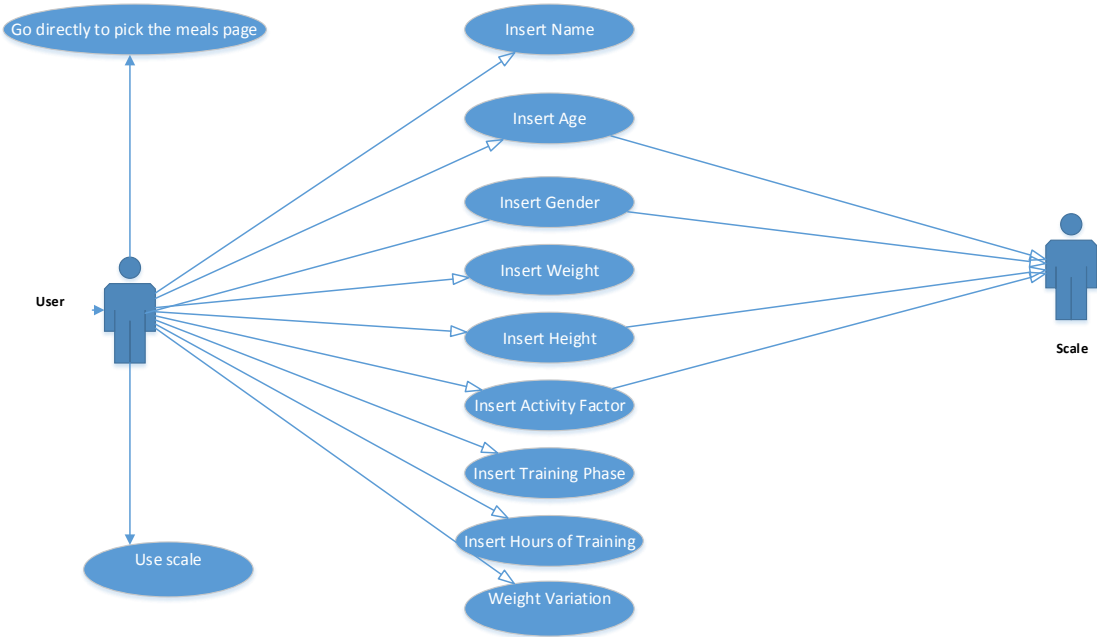 Go directly to pick the meals page
Insert Name
Insert Age
Insert Gender
Insert Weight
User
Insert Height
Scale
Insert Activity Factor
Insert Training Phase
Insert Hours of Training
Use scale
Weight Variation